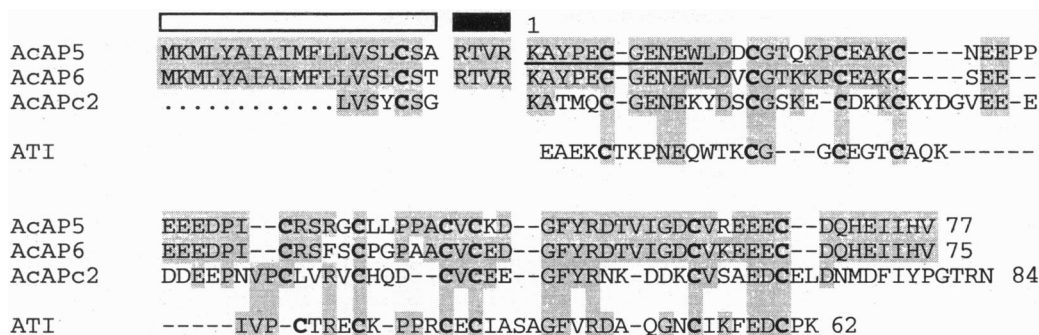 1
AcAP5 MKMLYAIAIMFLLVSLCSA RTVR KAYPEC-GENEWLDDCGTQKPCEAKC----NEEPP
AcAP6 MKMLYAIAIMFLLVSLCST RTVR KAYPEC-GENEWLDVCGTKKPCEAKC----SEE--
AcAPc2 ............LVSYCSG KATMQC-GENEKYDSCGSKE-CDKKCKYDGVEE-E
ATI EAEKCTKPNEQWTKCG---GCEGTCAQK------
AcAP5 EEEDPI--CRSRGCLLPPACVCKD-GFYRDTVIGDCVREEEC-DQHEIIHV 77
AcAP6 EEEDPI--CRSFSCPGPAACVCED-GFYRDTVIGDCVKEEEC-DQHEIIHV 75
AcAPc2 DDEEPNVPCLVRVCHQD--CVCEE-GFYRNK-DDKCVSAEDCELDNMDFIYPGTRN 84
ATI -----IVP-CTRECK-PPRCECIASAGFVRDA-QGNCIKFEDCPK 62